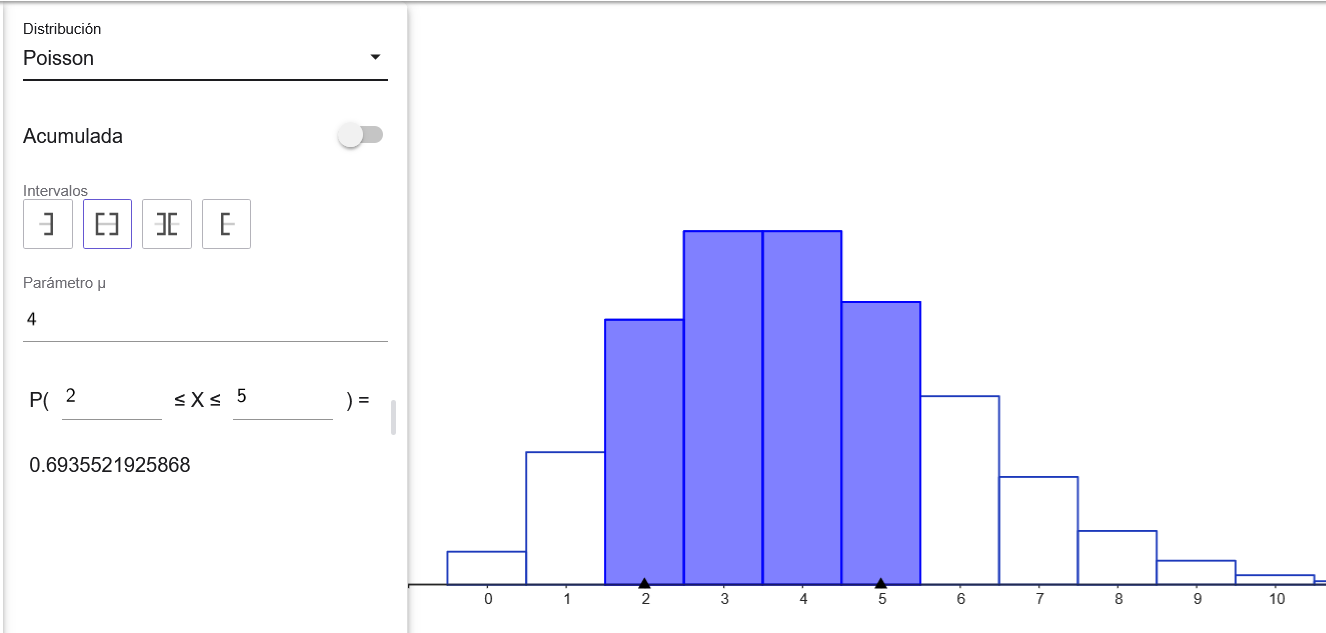 Distribución
Poisson
Acumulada
Intervalos
Parámetro μ
4
P( 2 ≤ X ≤ 5 ) =
0.6935521925868
0 1 2 3 4 5 6 7 8 9 10